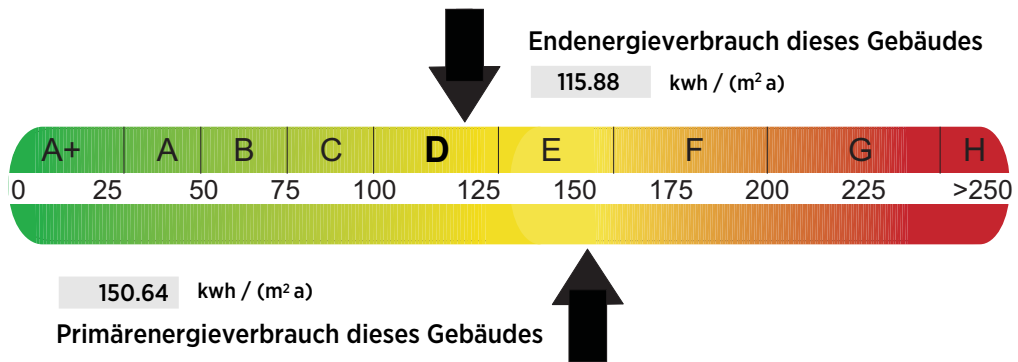 Endenergieverbrauch dieses Gebäudes
115.88 kwh / (m² a)
A+ A B C D E F G H
0 25 50 75 100 125 150 175 200 225 >250
150.64 kwh / (m² a)
Primärenergieverbrauch dieses Gebäudes